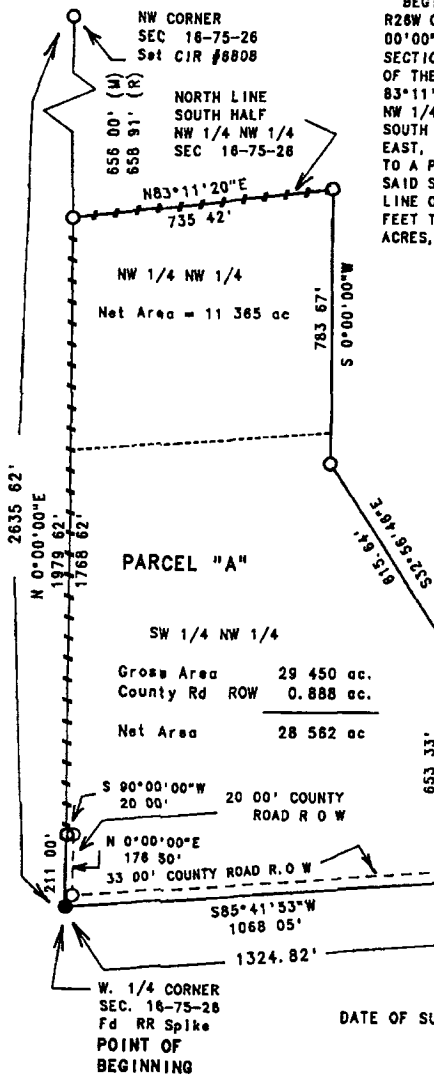 NW CORNER
SEC 16-75-26
Set CIR #6808
656 00' (M)
658 91' (R)
NORTH LINE
SOUTH HALF
NW 1/4 NW 1/4
SEC 16-75-26
BEGI
R26W O
00'00"
SECTIO
OF THE
83°11'
NW 1/4
SOUTH
EAST,
TO A P
SAID S
LINE O
FEET T
ACRES,
N83°11'20"E
735 42'
NW 1/4 NW 1/4
Net Area = 11 365 ac
783 67'
S 0°00'00"W
2635 62'
N 0°00'00"E
1979 62'
1768 62'
S32°56'46"E
615.64'
PARCEL "A"
SW 1/4 NW 1/4
Gross Area 29 450 ac.
County Rd ROW 0.888 ac.
Net Area 28 562 ac
653 33'
S 90°00'00"W
20 00'
20 00' COUNTY
ROAD R O W
N 0°00'00"E
176 50'
33 00' COUNTY ROAD R.O W
211 00'
S85°41'53"W
1068 05'
1324.82'
W. 1/4 CORNER
SEC. 16-75-26
Fd RR Spike
POINT OF
BEGINNING
DATE OF SU